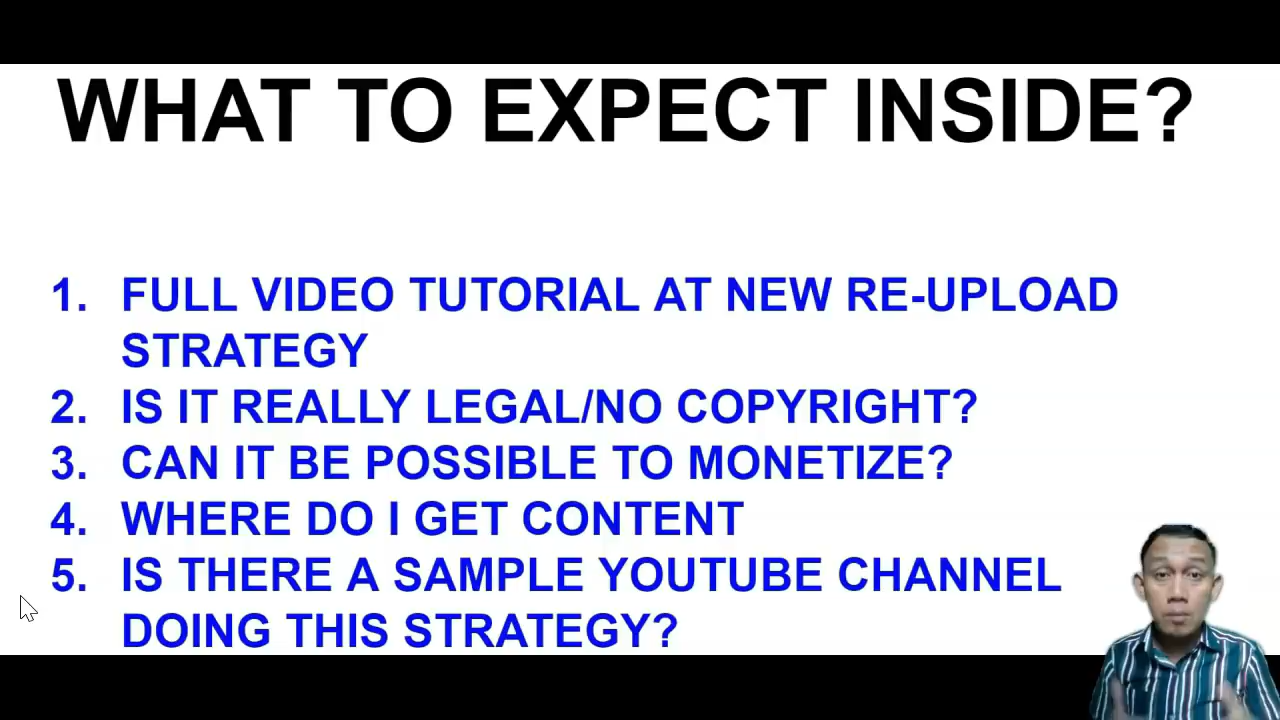 WHAT TO EXPECT INSIDE?
1. FULL VIDEO TUTORIAL AT NEW RE-UPLOAD
STRATEGY
2. IS IT REALLY LEGAL/NO COPYRIGHT?
3. CAN IT BE POSSIBLE TO MONETIZE?
4. WHERE DO I GET CONTENT
5. IS THERE A SAMPLE YOUTUBE CHANNEL
DOING THIS STRATEGY?